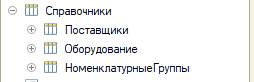 Справочники
Поставщики
Оборудование
НоменклатурныеГруппы